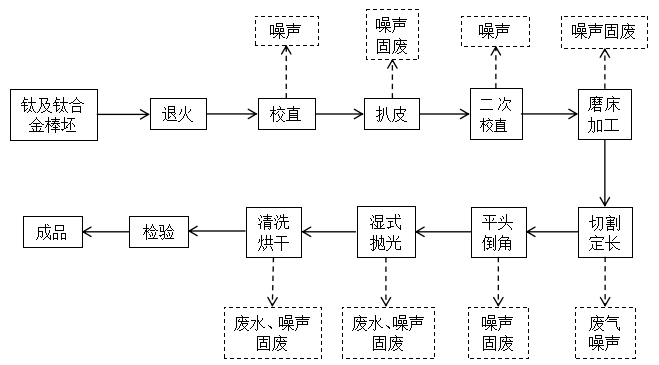 噪声
噪声
固废
噪声
噪声固废
钛及钛合
金棒坯
退火
校直
扒皮
二次
校直
磨床
加工
成品
检验
清洗
烘干
湿式
抛光
平头
倒角
切割
定长
废水、噪声
固废
废水、噪声
固废
噪声
固废
废气
噪声